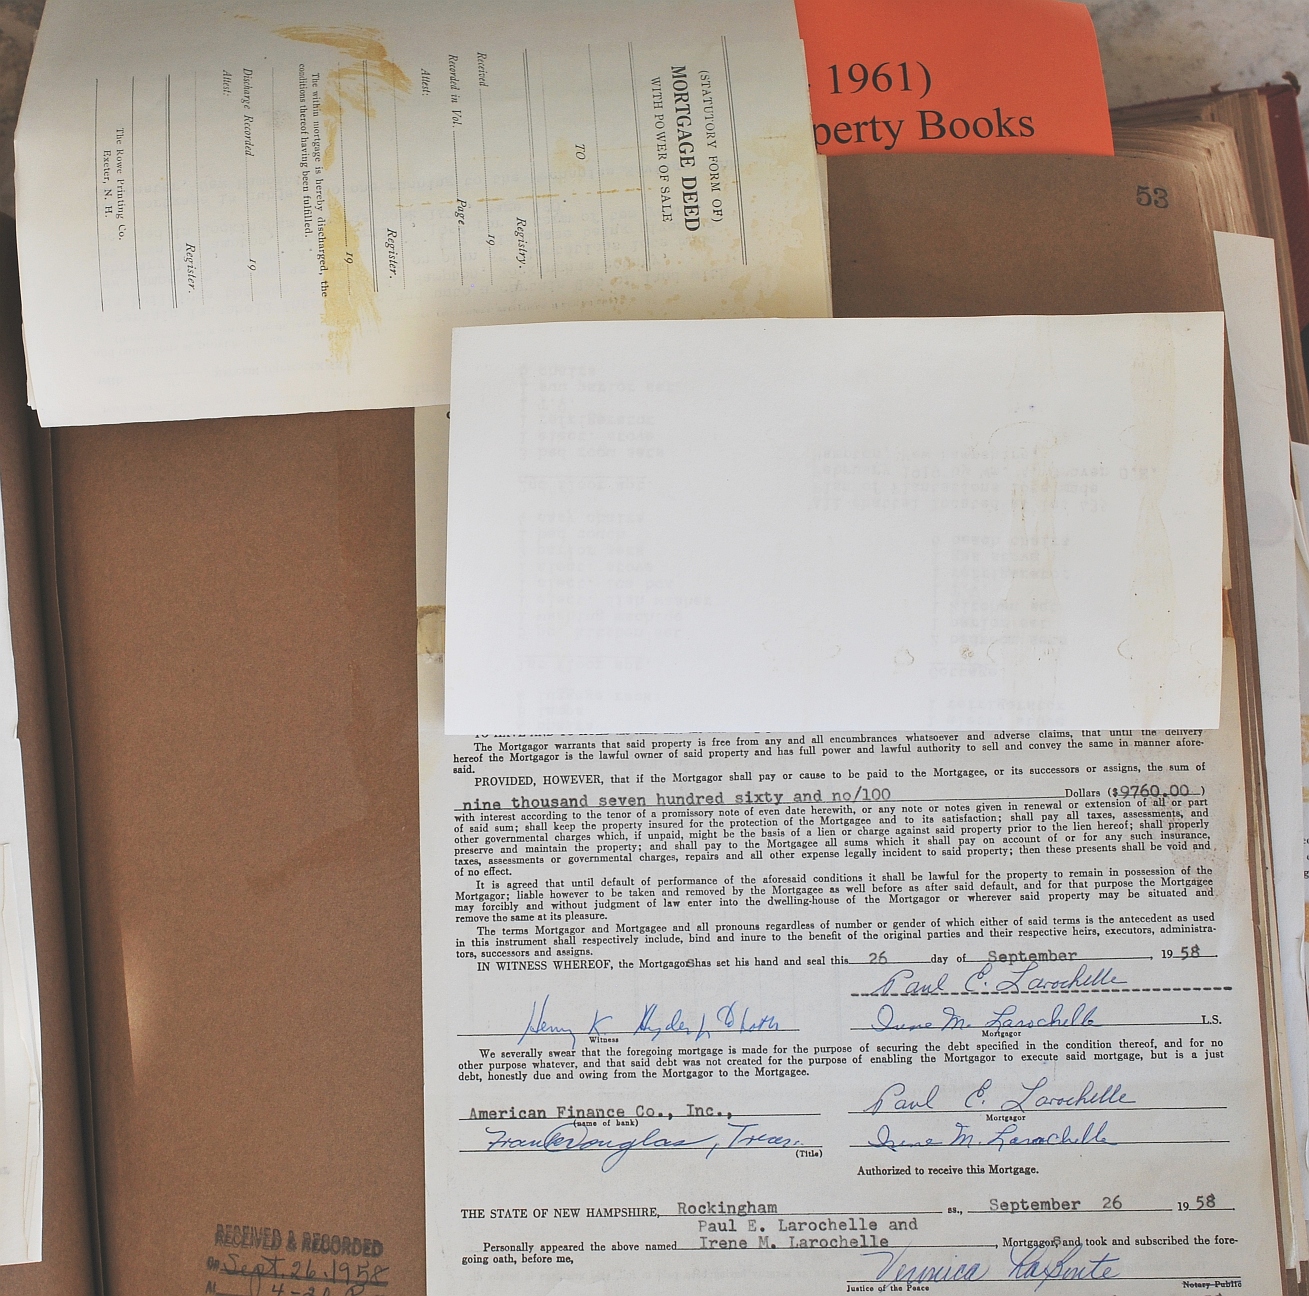 1961)
perty Books
53
(STATUTORY FORM OF)
MORTGAGE DEED
WITH POWER OF SALE
TO
Registry.
Received 19
Recorded in Vol. Page
Attest:
Register.
19
The within mortgage is hereby discharged, the
conditions thereof having been fulfilled.
Discharge Recorded 19
Attest:
Register.
The Rowe Printing Co.
Exeter, N. H.
The Mortgagor warrants that said property is free from any and all encumbrances whatsoever and adverse claims, that until the delivery
hereof the Mortgagor is the lawful owner of said property and has full power and lawful authority to sell and convey the same in manner afore-
said.
PROVIDED, HOWEVER, that if the Mortgagor shall pay or cause to be paid to the Mortgagee, or its successors or assigns, the sum of
nine thousand seven hundred sixty and no/100 Dollars ($9760.00 )
with interest according to the tenor of a promissory note of even date herewith, or any note or notes given in renewal or extension of all or part
of said sum; shall keep the property insured for the protection of the Mortgagee and to its satisfaction; shall pay all taxes, assessments, and
other governmental charges which, if unpaid, might be the basis of a lien or charge against said property prior to the lien hereof; shall properly
preserve and maintain the property; and shall pay to the Mortgagee all sums which it shall pay on account of or for any such insurance,
taxes, assessments or governmental charges, repairs and all other expense legally incident to said property; then these presents shall be void and
of no effect.
It is agreed that until default of performance of the aforesaid conditions it shall be lawful for the property to remain in possession of the
Mortgagor; liable however to be taken and removed by the Mortgagee as well before as after said default, and for that purpose the Mortgagee
may forcibly and without judgment of law enter into the dwelling-house of the Mortgagor or wherever said property may be situated and
remove the same at its pleasure.
The terms Mortgagor and Mortgagee and all pronouns regardless of number or gender of which either of said terms is the antecedent as used
in this instrument shall respectively include, bind and inure to the benefit of the original parties and their respective heirs, executors, administra-
tors, successors and assigns.
IN WITNESS WHEREOF, the Mortgagors has set his hand and seal this 26 day of September , 19 58 .
Paul E. Larochelle
Henry K. Hyder Jr Irene M. Larochelle L.S.
Witness Mortgagor
We severally swear that the foregoing mortgage is made for the purpose of securing the debt specified in the condition thereof, and for no
other purpose whatever, and that said debt was not created for the purpose of enabling the Mortgagor to execute said mortgage, but is a just
debt, honestly due and owing from the Mortgagor to the Mortgagee.
Paul E. Larochelle
American Finance Co., Inc., Mortgagor
(name of bank)
Frank Douglas, Treas. Irene M. Larochelle
(Title)
Authorized to receive this Mortgage.
THE STATE OF NEW HAMPSHIRE, Rockingham ss., September 26 19 58 .
Paul E. Larochelle and
Personally appeared the above named Irene M. Larochelle , Mortgagors, and took and subscribed the fore-
going oath, before me,
Veronica LaPointe
Justice of the Peace Notary Public
RECEIVED & RECORDED
On Sept. 26, 1958
At